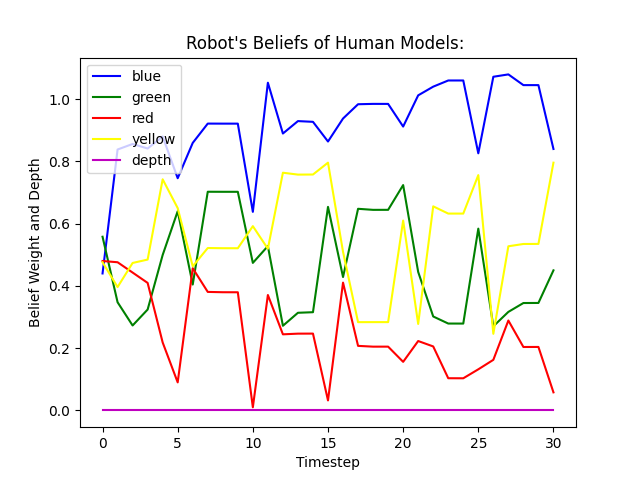 Robot's Beliefs of Human Models:
blue
green
red
yellow
depth
Belief Weight and Depth
1.0
0.8
0.6
0.4
0.2
0.0
0 5 10 15 20 25 30
Timestep